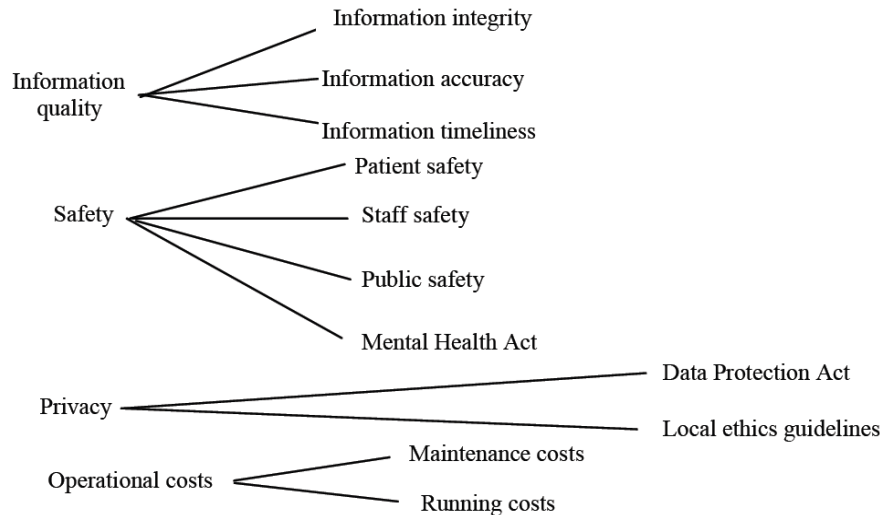 Information integrity
Information
quality
Information accuracy
Information timeliness
Patient safety
Safety
Staff safety
Public safety
Mental Health Act
Data Protection Act
Privacy
Local ethics guidelines
Maintenance costs
Operational costs
Running costs